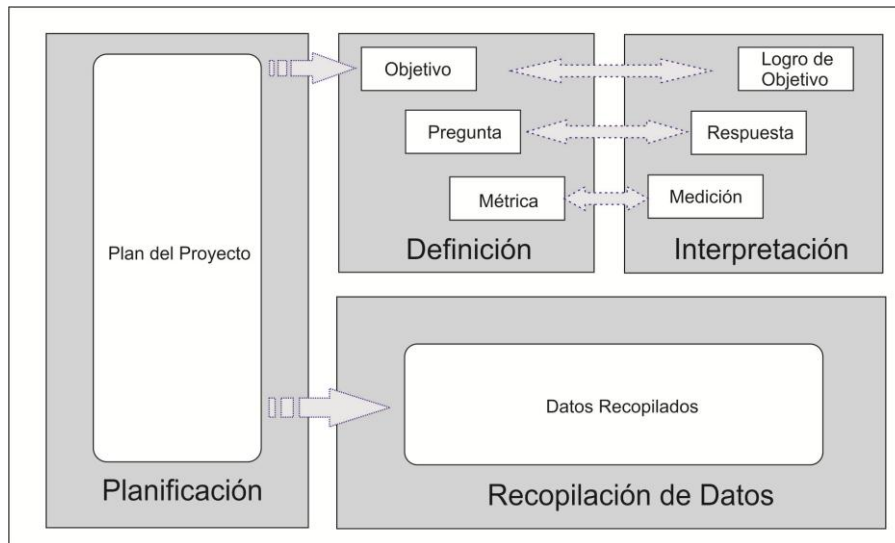 Plan del Proyecto
Planificación
Objetivo
Pregunta
Métrica
Definición
Logro de
Objetivo
Respuesta
Medición
Interpretación
Datos Recopilados
Recopilación de Datos